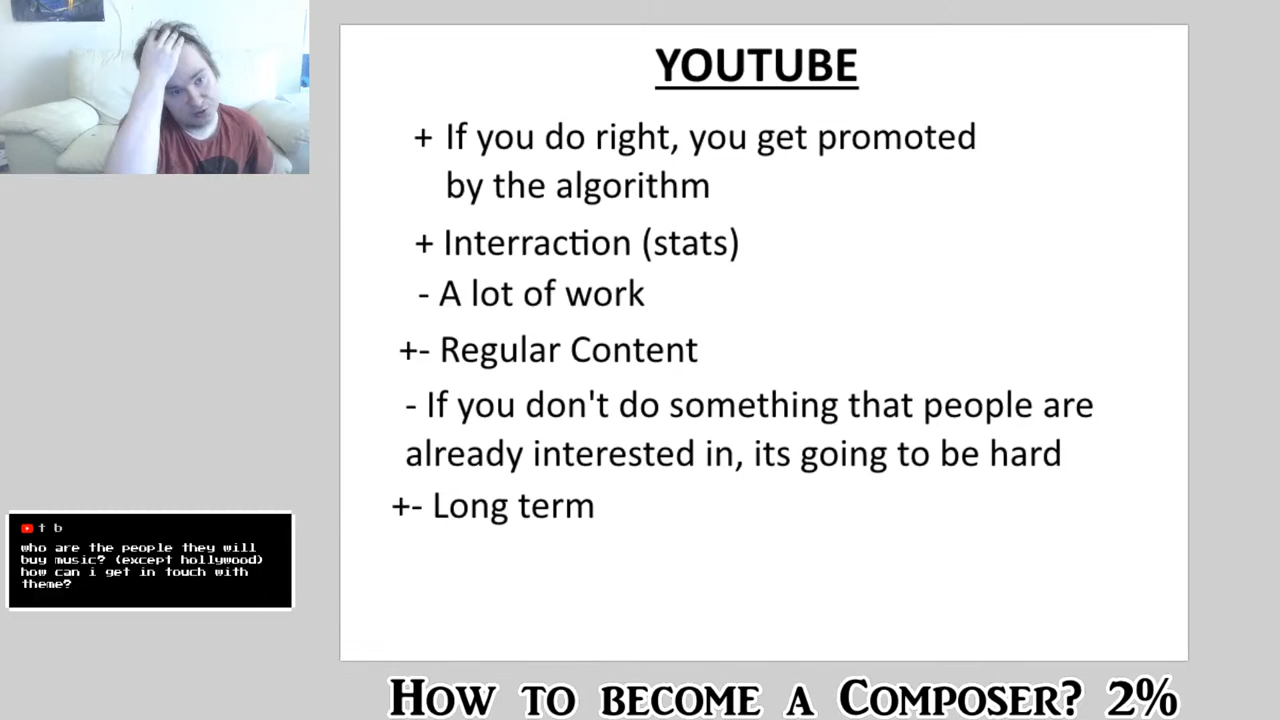 YOUTUBE
+ If you do right, you get promoted
by the algorithm
+ Interraction (stats)
- A lot of work
+- Regular Content
- If you don't do something that people are
already interested in, its going to be hard
+- Long term
t b
who are the people they will
buy music? (except hollywood)
how can i get in touch with
theme?
HOW TO BECOME A COMPOSER? 2%